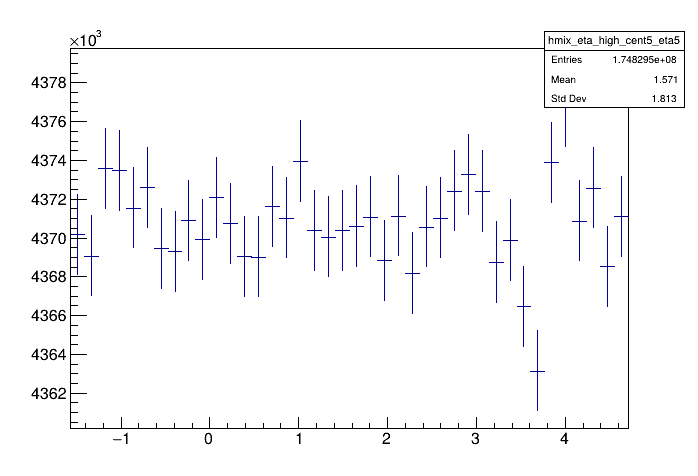 ×10³
hmix_eta_high_cent5_eta5
Entries 1.748295e+08
Mean 1.571
Std Dev 1.813
4378
4376
4374
4372
4370
4368
4366
4364
4362
−1 0 1 2 3 4